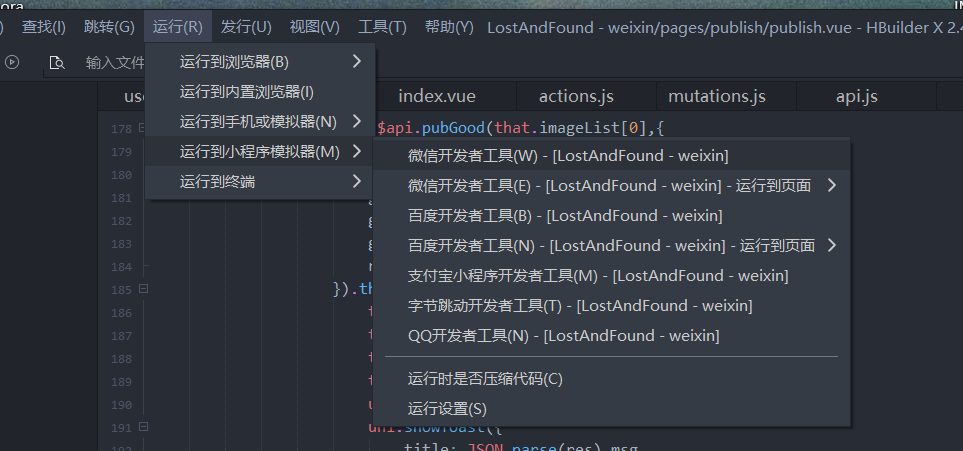 ora
) 查找(I) 跳转(G) 运行(R) 发行(U) 视图(V) 工具(T) 帮助(Y) LostAndFound - weixin/pages/publish/publish.vue - HBuilder X 2.4
输入文件
运行到浏览器(B)
运行到内置浏览器(I)
运行到手机或模拟器(N)
运行到小程序模拟器(M)
运行到终端
use index.vue actions.js mutations.js api.js
178 $api.pubGood(that.imageList[0],{
179
180
181 g
182 g
183 g
184 r
185 }).th
186 t
187 t
188 t
189 t
190 u
191 uni.showToast({
192 title: JSON.parse(res).msg
微信开发者工具(W) - [LostAndFound - weixin]
微信开发者工具(E) - [LostAndFound - weixin] - 运行到页面
百度开发者工具(B) - [LostAndFound - weixin]
百度开发者工具(N) - [LostAndFound - weixin] - 运行到页面
支付宝小程序开发者工具(M) - [LostAndFound - weixin]
字节跳动开发者工具(T) - [LostAndFound - weixin]
QQ开发者工具(N) - [LostAndFound - weixin]
运行时是否压缩代码(C)
运行设置(S)